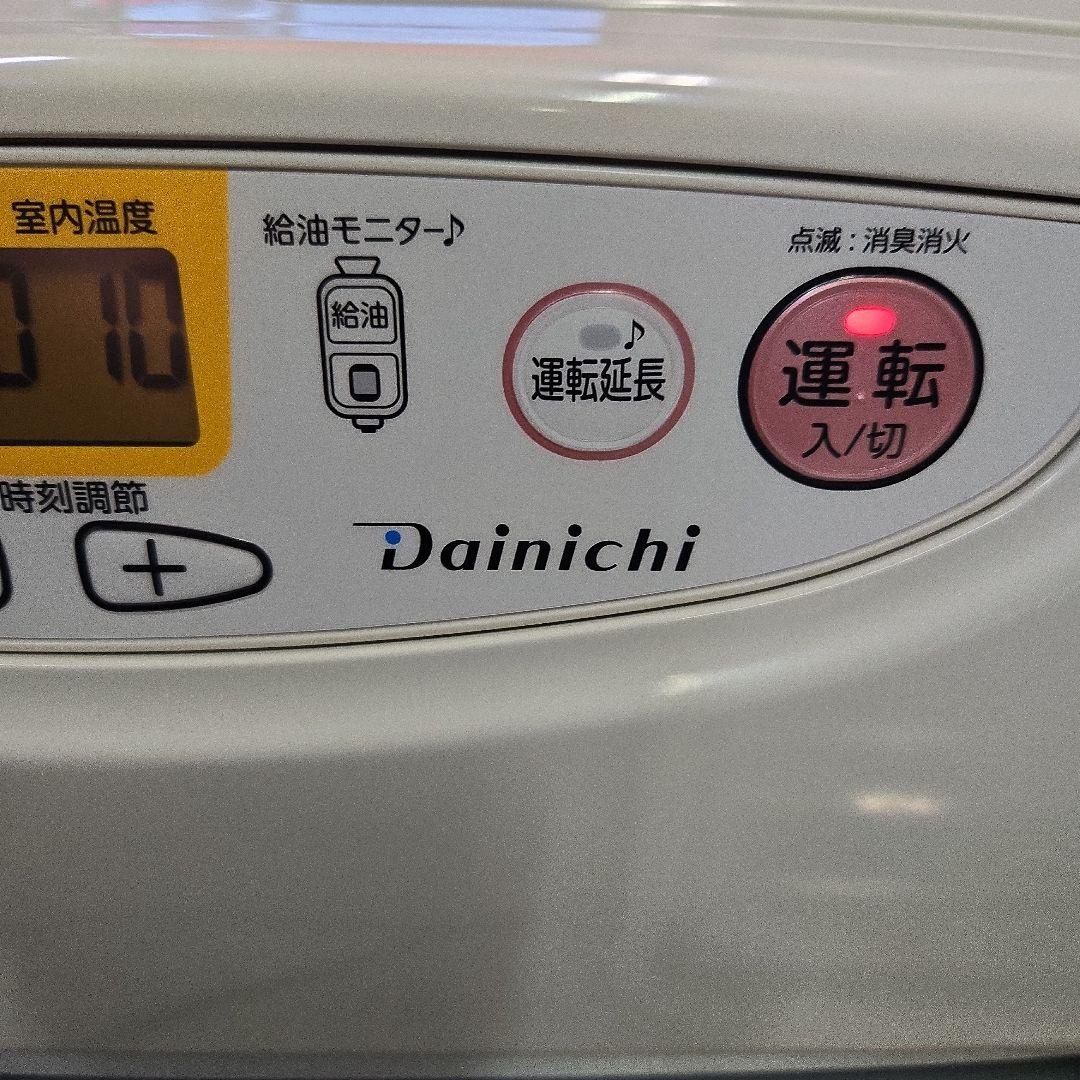 室内温度
10
給油モニター♪
給油
♪
運転延長
点滅:消臭消火
運転
入/切
時刻調節
+
Dainichi